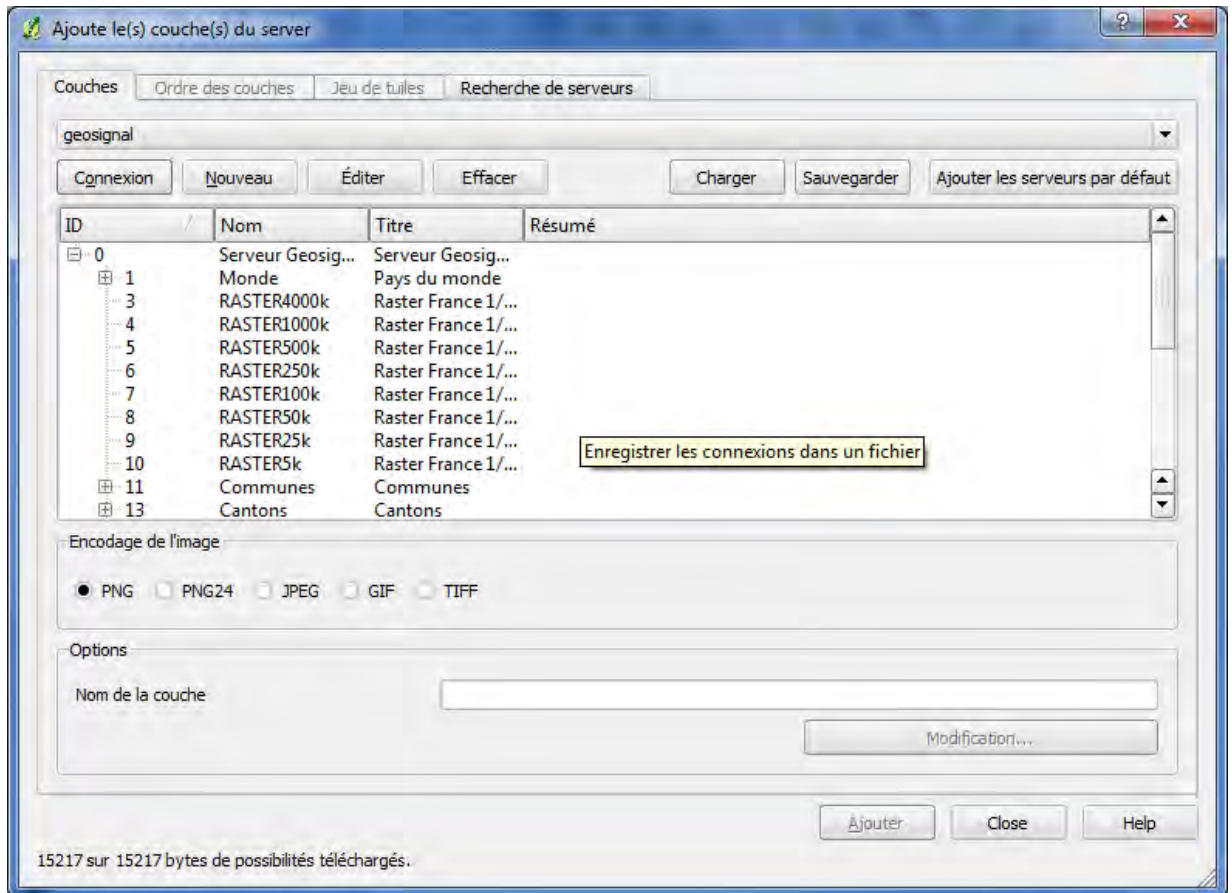 Ajoute le(s) couche(s) du server
Couches Ordre des couches Jeu de tuiles Recherche de serveurs
geosignal
Connexion Nouveau Éditer Effacer Charger Sauvegarder Ajouter les serveurs par défaut
ID Nom Titre Résumé
0 Serveur Geosig... Serveur Geosig...
1 Monde Pays du monde
3 RASTER4000k Raster France 1/...
4 RASTER1000k Raster France 1/...
5 RASTER500k Raster France 1/...
6 RASTER250k Raster France 1/...
7 RASTER100k Raster France 1/...
8 RASTER50k Raster France 1/...
9 RASTER25k Raster France 1/...
Enregistrer les connexions dans un fichier
10 RASTER5k Raster France 1/...
11 Communes Communes
13 Cantons Cantons
Encodage de l'image
PNG PNG24 JPEG GIF TIFF
Options
Nom de la couche
Modification...
Ajouter Close Help
15217 sur 15217 bytes de possibilités téléchargés.